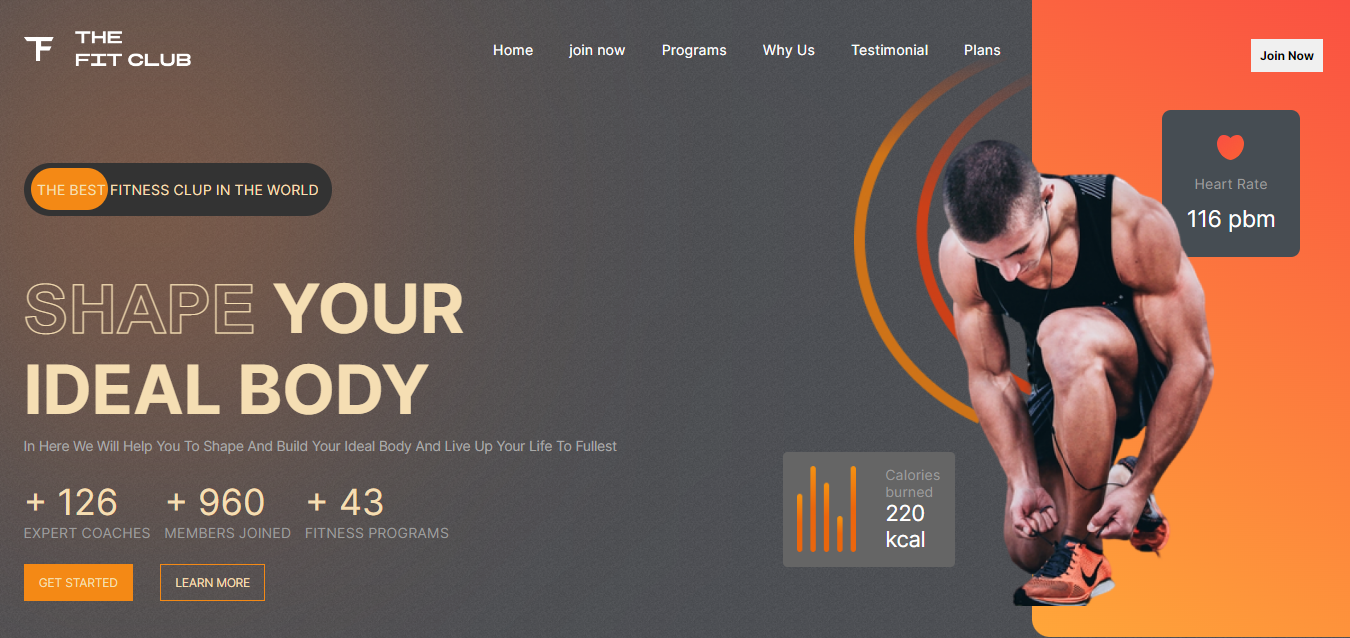 THE
FIT CLUB
Home
join now
Programs
Why Us
Testimonial
Plans
Join Now
THE BEST FITNESS CLUP IN THE WORLD
Heart Rate
116 pbm
SHAPE YOUR
IDEAL BODY
In Here We Will Help You To Shape And Build Your Ideal Body And Live Up Your Life To Fullest
+ 126
EXPERT COACHES
+ 960
MEMBERS JOINED
+ 43
FITNESS PROGRAMS
Calories
burned
220
kcal
GET STARTED
LEARN MORE